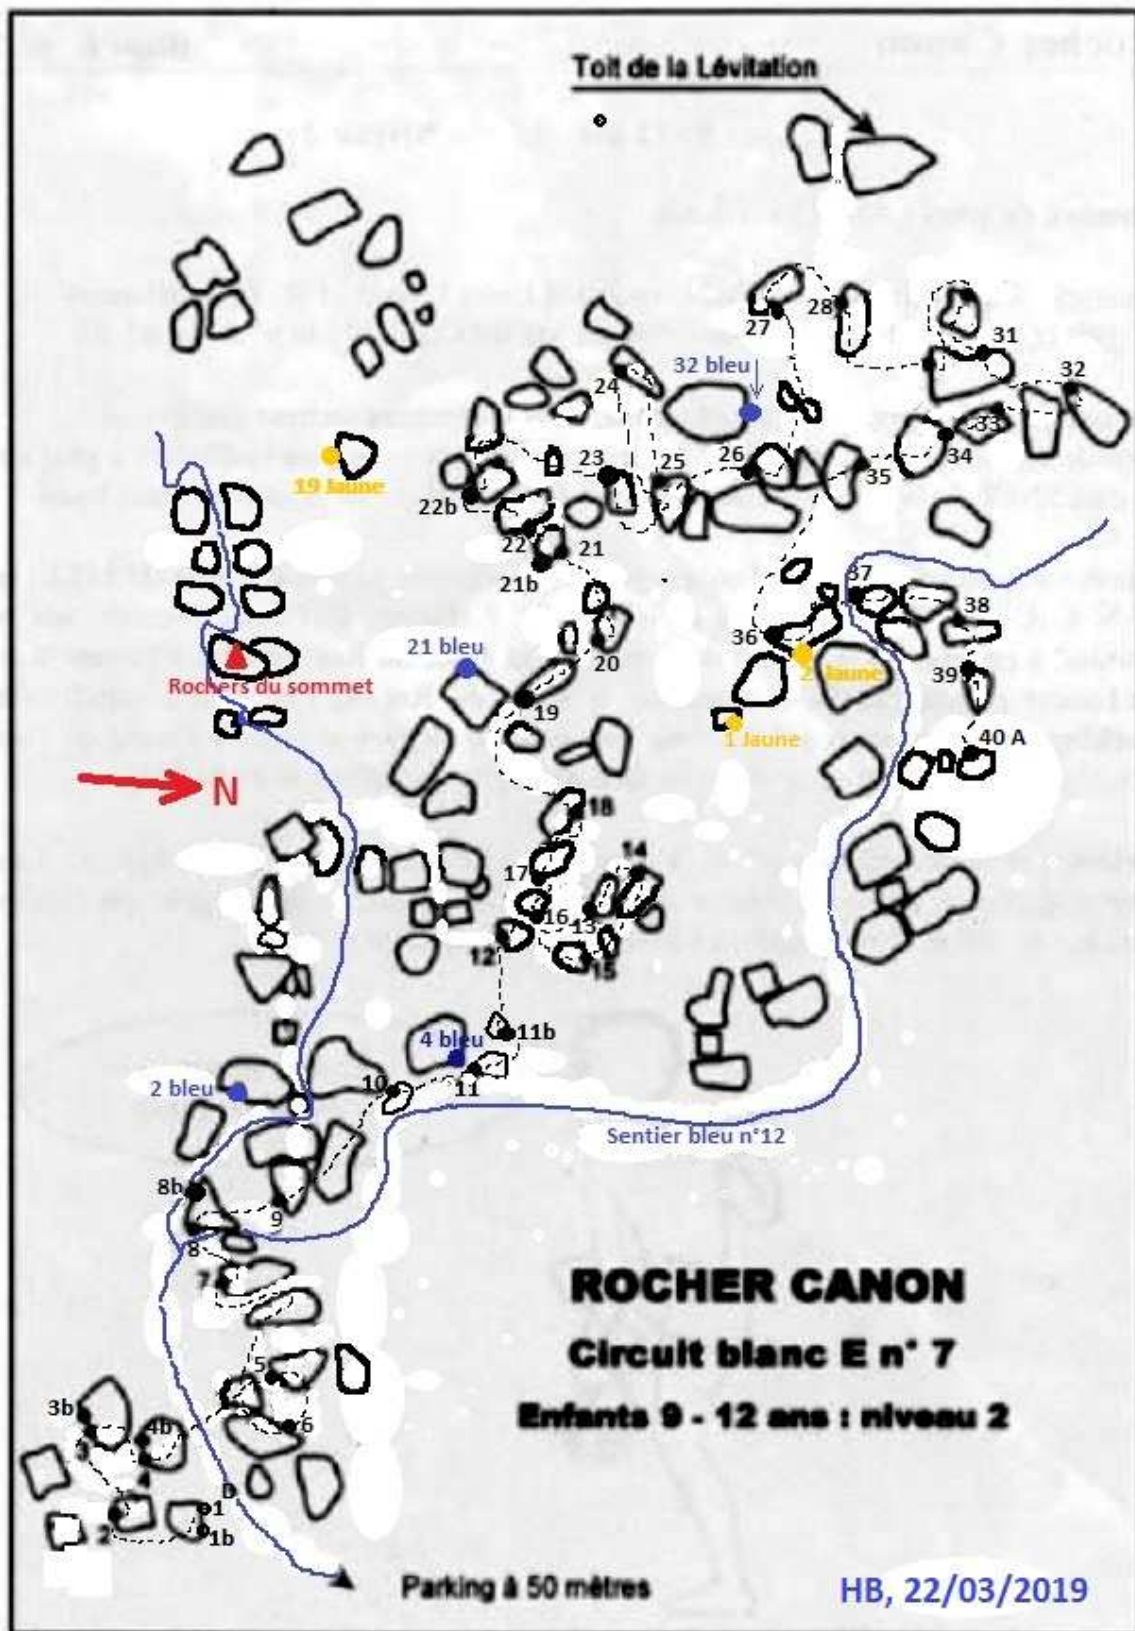 Toit de la Lévitation
27
28
31
32 bleu
32
24
33
34
19 Jaune
23
25
26
35
22b
22
21
21b
37
38
36
20
21 bleu
2 Jaune
39
Rochers du sommet
19
1 Jaune
40 A
N
18
14
17
16
13
12
15
11b
4 bleu
2 bleu
10
11
Sentier bleu n°12
8b
9
8
7
ROCHER CANON
Circuit blanc E n° 7
5
Enfants 9 - 12 ans : niveau 2
3b
4b
6
3
4
D
1
2
1b
Parking à 50 mètres
HB, 22/03/2019